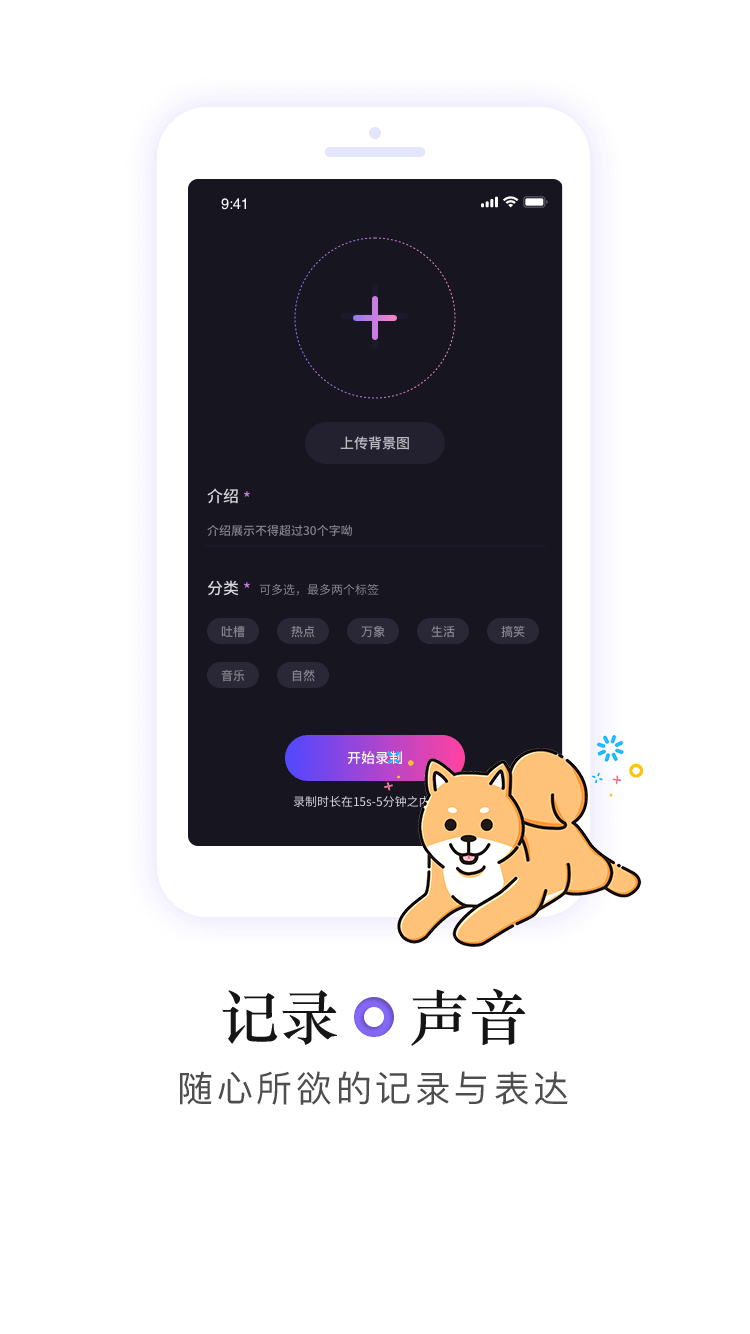 9:41
上传背景图
介绍 *
介绍展示不得超过30个字呦
分类 * 可多选，最多两个标签
吐槽 热点 万象 生活 搞笑
音乐 自然
开始录制
录制时长在15s-5分钟之内
记录 声音
随心所欲的记录与表达